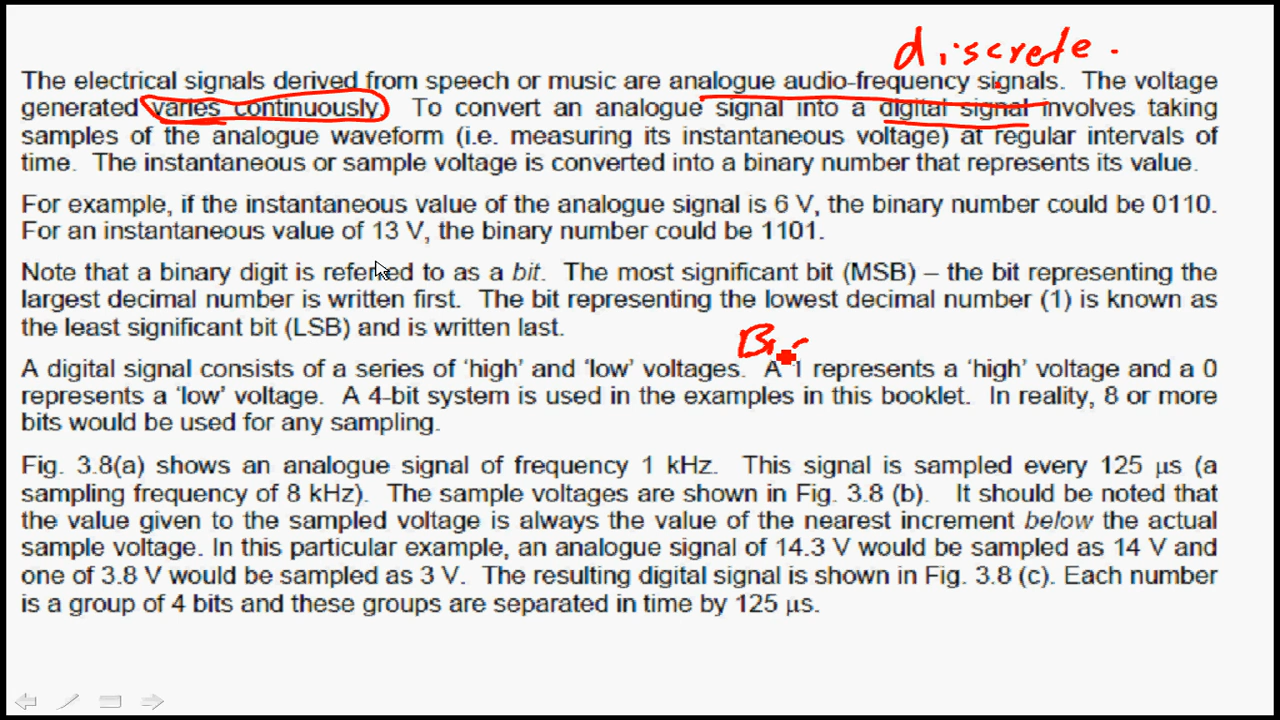 discrete.
The electrical signals derived from speech or music are analogue audio-frequency signals. The voltage
generated varies continuously. To convert an analogue signal into a digital signal involves taking
samples of the analogue waveform (i.e. measuring its instantaneous voltage) at regular intervals of
time. The instantaneous or sample voltage is converted into a binary number that represents its value.
For example, if the instantaneous value of the analogue signal is 6 V, the binary number could be 0110.
For an instantaneous value of 13 V, the binary number could be 1101.
Note that a binary digit is referred to as a bit. The most significant bit (MSB) – the bit representing the
largest decimal number is written first. The bit representing the lowest decimal number (1) is known as
the least significant bit (LSB) and is written last.
A digital signal consists of a series of ‘high’ and ‘low’ voltages. A 1 represents a ‘high’ voltage and a 0
represents a ‘low’ voltage. A 4-bit system is used in the examples in this booklet. In reality, 8 or more
bits would be used for any sampling.
Fig. 3.8(a) shows an analogue signal of frequency 1 kHz. This signal is sampled every 125 µs (a
sampling frequency of 8 kHz). The sample voltages are shown in Fig. 3.8 (b). It should be noted that
the value given to the sampled voltage is always the value of the nearest increment below the actual
sample voltage. In this particular example, an analogue signal of 14.3 V would be sampled as 14 V and
one of 3.8 V would be sampled as 3 V. The resulting digital signal is shown in Fig. 3.8 (c). Each number
is a group of 4 bits and these groups are separated in time by 125 µs.